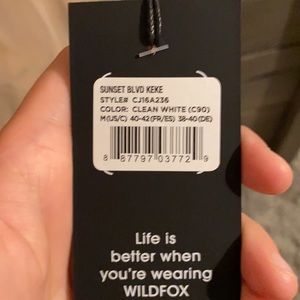 SUNSET BLVD KEKE
STYLE# CJ16A236
COLOR: CLEAN WHITE (C90)
M(US/C) 40-42(FR/ES) 38-40(DE)
8 87797 03772 9
Life is
better when
you're wearing
WILDFOX